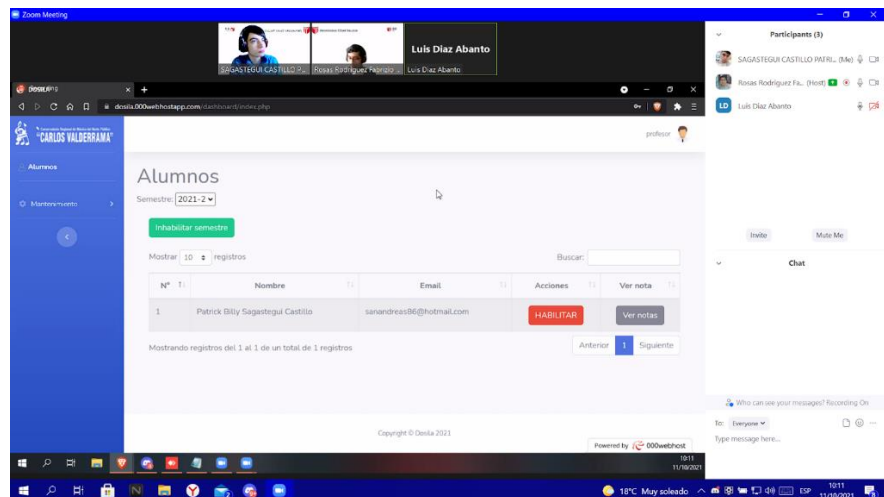 Zoom Meeting
SAGASTEGUI CASTILLO P...
Rosas Rodriguez Fabrizio ...
Luis Diaz Abanto
Luis Diaz Abanto
Participants (3)
SAGASTEGUI CASTILLO PATRI... (Me)
Rosas Rodriguez Fa... (Host)
LD Luis Diaz Abanto
dosila.000webhostapp.com/dashboard/index.php
"CARLOS VALDERRAMA"
profesor
Alumnos
Mantenimiento
Alumnos
Semestre: 2021-2
Inhabilitar semestre
Mostrar 10 registros
Buscar:
N° Nombre Email Acciones Ver nota
1 Patrick Billy Sagastegui Castillo sanandreas86@hotmail.com HABILITAR Ver notas
Mostrando registros del 1 al 1 de un total de 1 registros
Anterior 1 Siguiente
Copyright © Dosila 2021
Powered by 000webhost
10:11
11/10/2021
Invite Mute Me
Chat
Who can see your messages? Recording On
To: Everyone
Type message here...
18°C Muy soleado
ESP
10:11
11/10/2021